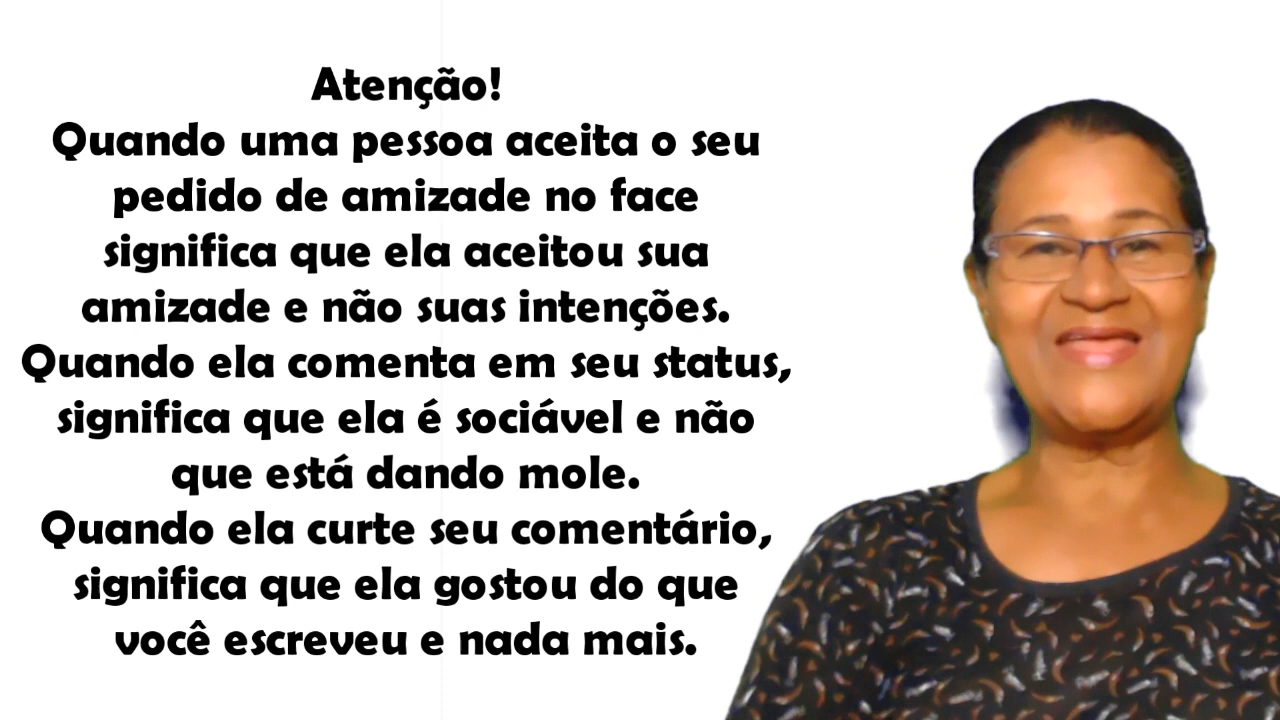 Atenção!
Quando uma pessoa aceita o seu
pedido de amizade no face
significa que ela aceitou sua
amizade e não suas intenções.
Quando ela comenta em seu status,
significa que ela é sociável e não
que está dando mole.
Quando ela curte seu comentário,
significa que ela gostou do que
você escreveu e nada mais.